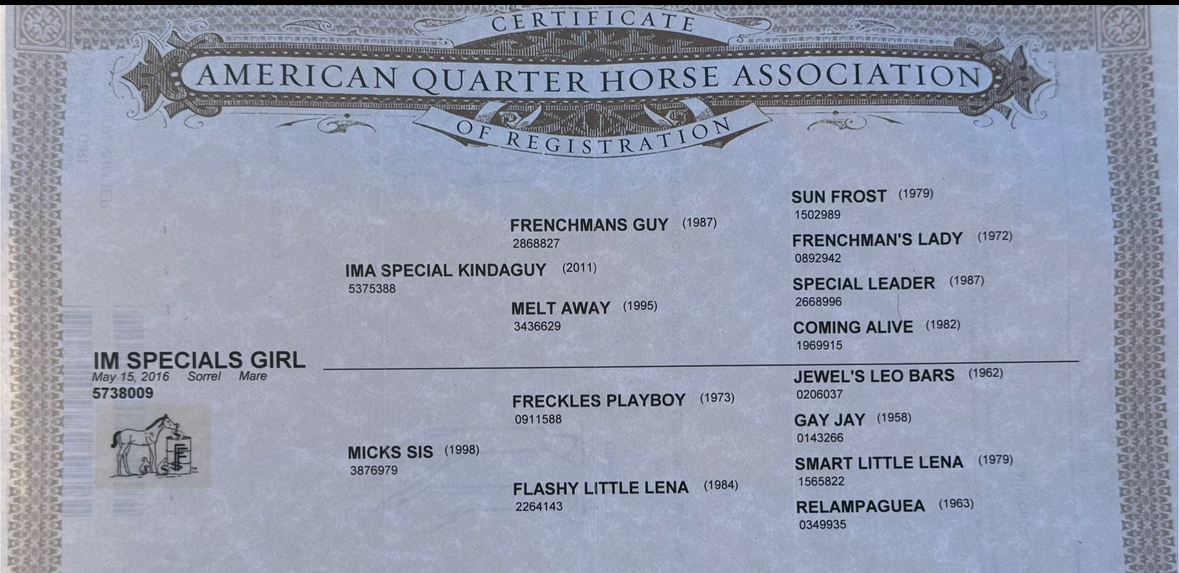 CERTIFICATE
AMERICAN QUARTER HORSE ASSOCIATION
OF REGISTRATION
SUN FROST (1979)
1502989
FRENCHMANS GUY (1987)
2868827
FRENCHMAN'S LADY (1972)
0892942
IMA SPECIAL KINDAGUY (2011)
5375388
SPECIAL LEADER (1987)
2668996
MELT AWAY (1995)
3436629
COMING ALIVE (1982)
1969915
IM SPECIALS GIRL
May 15, 2016 Sorrel Mare
5738009
JEWEL'S LEO BARS (1962)
0206037
FRECKLES PLAYBOY (1973)
0911588
GAY JAY (1958)
0143266
MICKS SIS (1998)
3876979
SMART LITTLE LENA (1979)
1565822
FLASHY LITTLE LENA (1984)
2264143
RELAMPAGUEA (1963)
0349935